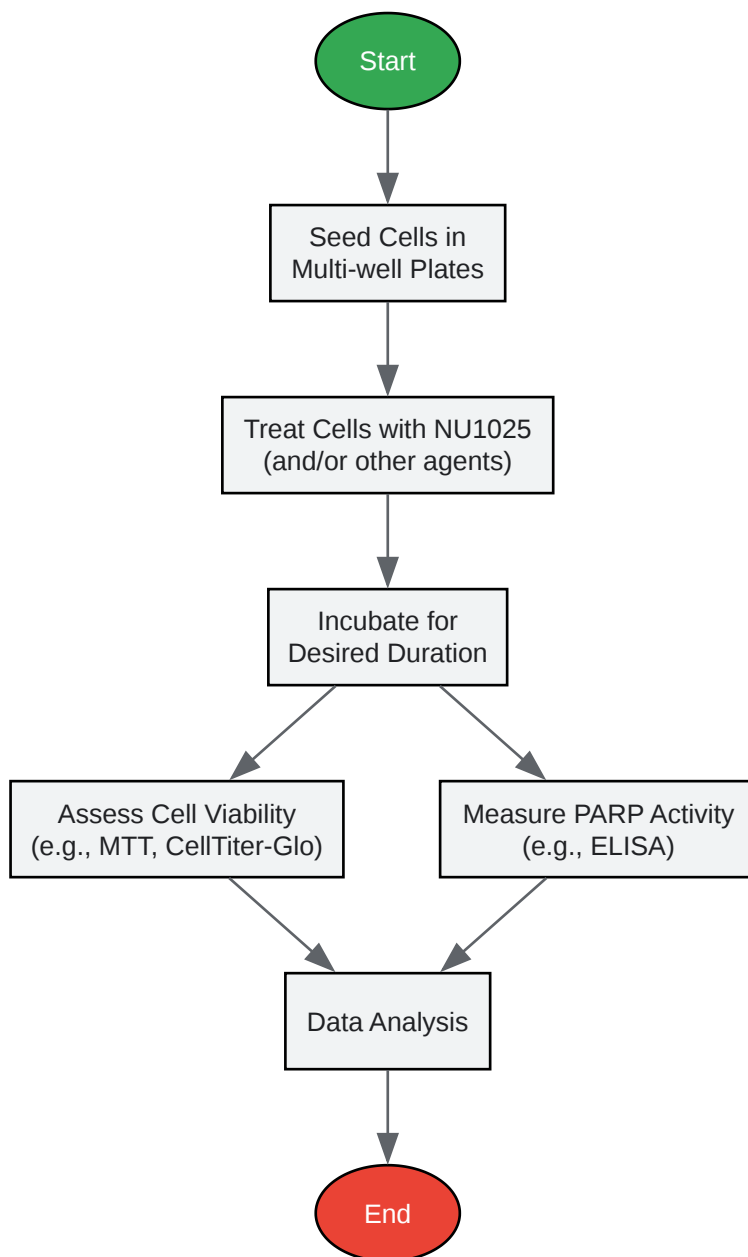 Start
Seed Cells in
Multi-well Plates
Treat Cells with NU1025
(and/or other agents)
Incubate for
Desired Duration
Assess Cell Viability
(e.g., MTT, CellTiter-Glo)
Measure PARP Activity
(e.g., ELISA)
Data Analysis
End